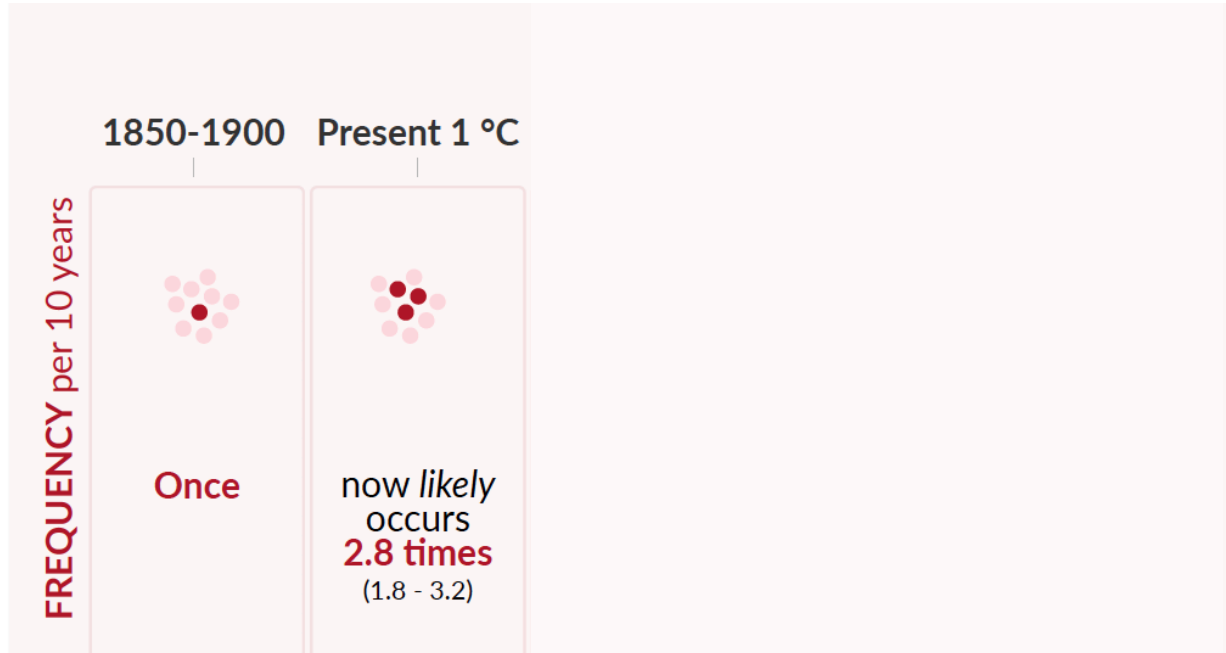 1850-1900
Present 1 °C
FREQUENCY per 10 years
Once
now likely
occurs
2.8 times
(1.8 - 3.2)